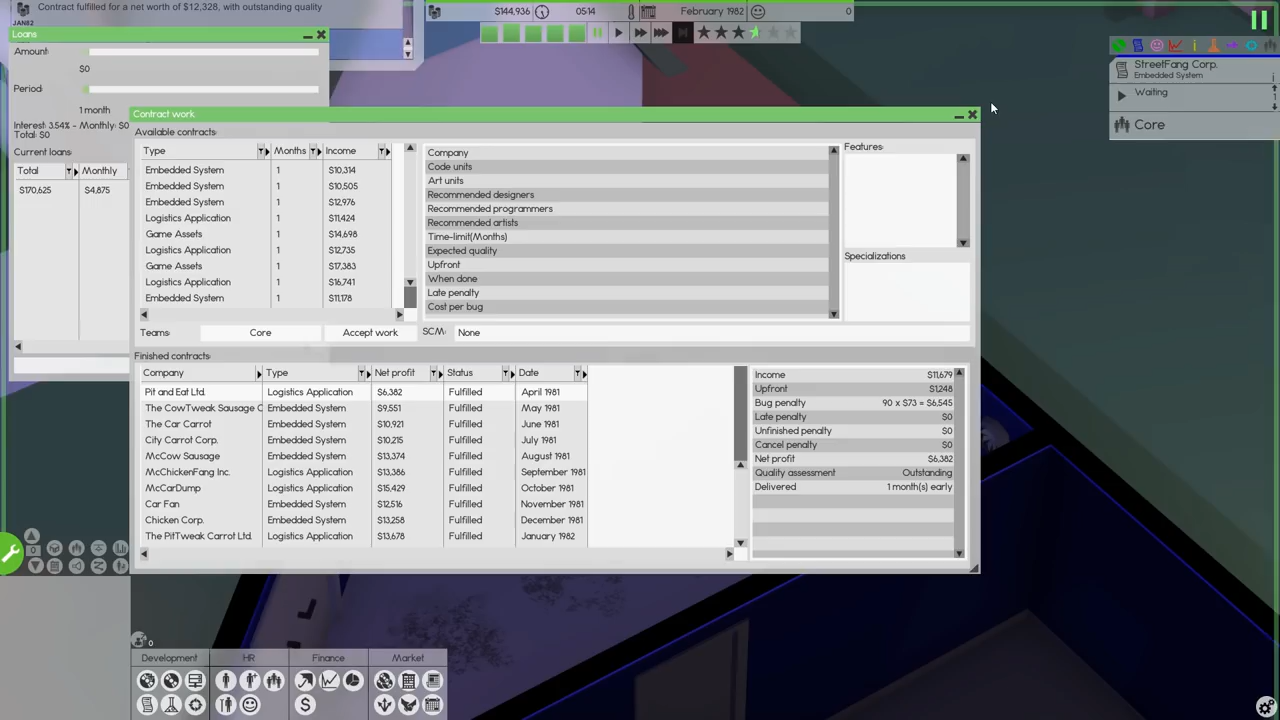 Contract fulfilled for a net worth of $12,328, with outstanding quality
JAN82
$144,936
05:14
February 1982
0
Loans
Amount:
$0
Period:
1 month
Interest: 3.54% - Monthly: $0
Total: $0
Current loans:
Total Monthly
$170,625 $4,875
StreetFang Corp.
Embedded System
Waiting
1
1
Core
Contract work
Available contracts:
Type Months Income
Embedded System 1 $10,314
Embedded System 1 $10,505
Embedded System 1 $12,976
Logistics Application 1 $11,424
Game Assets 1 $14,698
Logistics Application 1 $12,735
Game Assets 1 $17,383
Logistics Application 1 $16,741
Embedded System 1 $11,178
Company
Code units
Art units
Recommended designers
Recommended programmers
Recommended artists
Time-limit(Months)
Expected quality
Upfront
When done
Late penalty
Cost per bug
Features:
Specializations
Teams: Core Accept work SCM: None
Finished contracts:
Company Type Net profit Status Date
Pit and Eat Ltd. Logistics Application $6,382 Fulfilled April 1981
The CowTweak Sausage C Embedded System $9,551 Fulfilled May 1981
The Car Carrot Embedded System $10,921 Fulfilled June 1981
City Carrot Corp. Embedded System $10,215 Fulfilled July 1981
McCow Sausage Embedded System $13,374 Fulfilled August 1981
McChickenFang Inc. Logistics Application $13,386 Fulfilled September 1981
McCarDump Logistics Application $15,429 Fulfilled October 1981
Car Fan Embedded System $12,516 Fulfilled November 1981
Chicken Corp. Embedded System $13,258 Fulfilled December 1981
The PitTweak Carrot Ltd. Logistics Application $13,678 Fulfilled January 1982
Income $11,679
Upfront $1248
Bug penalty 90 x $73 = $6,545
Late penalty $0
Unfinished penalty $0
Cancel penalty $0
Net profit $6,382
Quality assessment Outstanding
Delivered 1 month(s) early
0
0
Development HR Finance Market